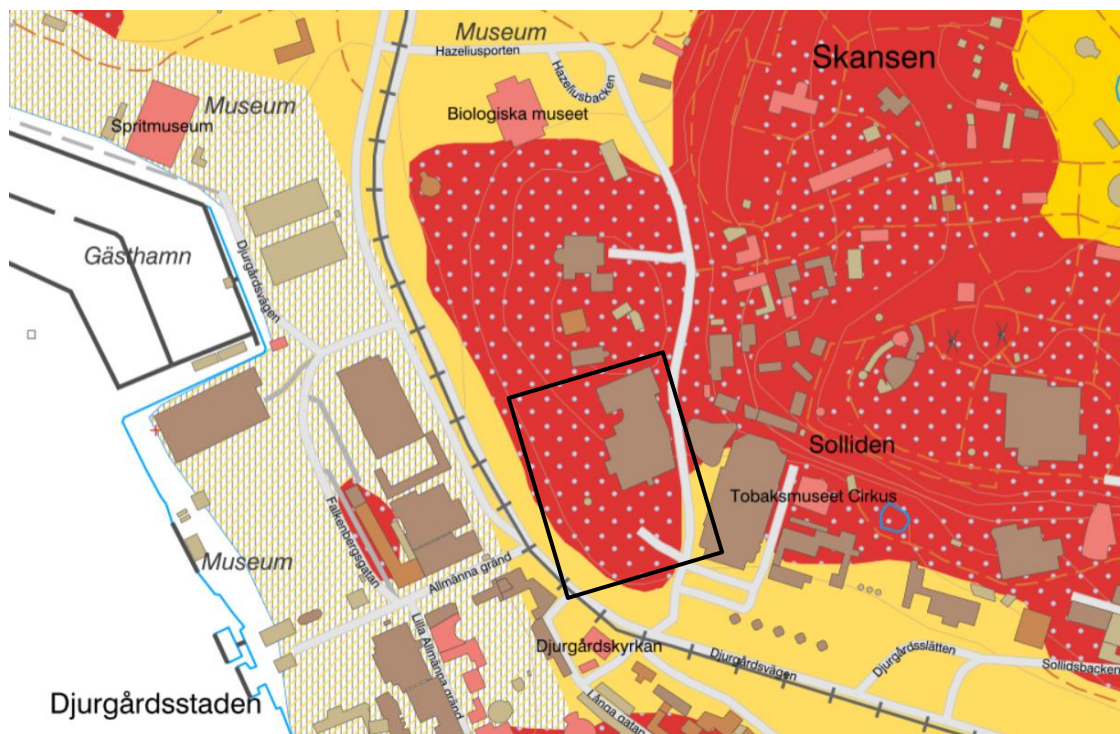 Museum
Hazeliusporten
Hazeliusbacken
Skansen
Museum
Spritmuseum
Biologiska museet
Gästhamn
Djurgårdsvägen
Solliden
Tobaksmuseet Cirkus
Falkenbergsgatan
Museum
Allmänna gränd
Lilla Allmänna gränd
Djurgårdskyrkan
Djurgårdsvägen
Djurgårdsslätten
Sollidsbacken
Långa gatan
Djurgårdsstaden